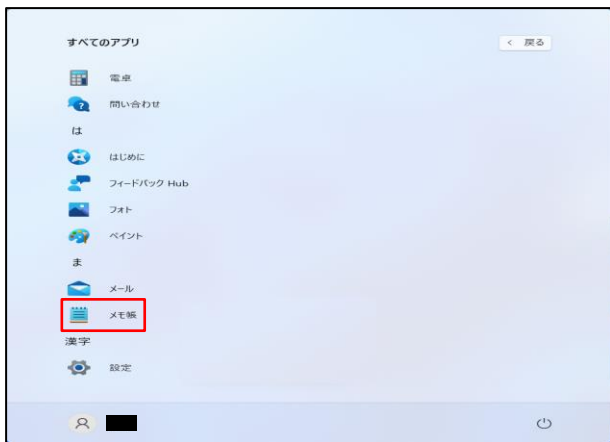 すべてのアプリ
< 戻る
電卓
問い合わせ
は
はじめに
フィードバック Hub
フォト
ペイント
ま
メール
メモ帳
漢字
設定